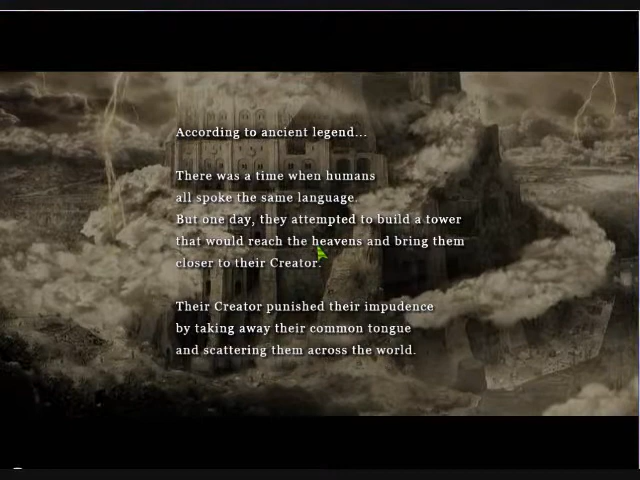 According to ancient legend...
There was a time when humans
all spoke the same language.
But one day, they attempted to build a tower
that would reach the heavens and bring them
closer to their Creator.
Their Creator punished their impudence
by taking away their common tongue
and scattering them across the world.